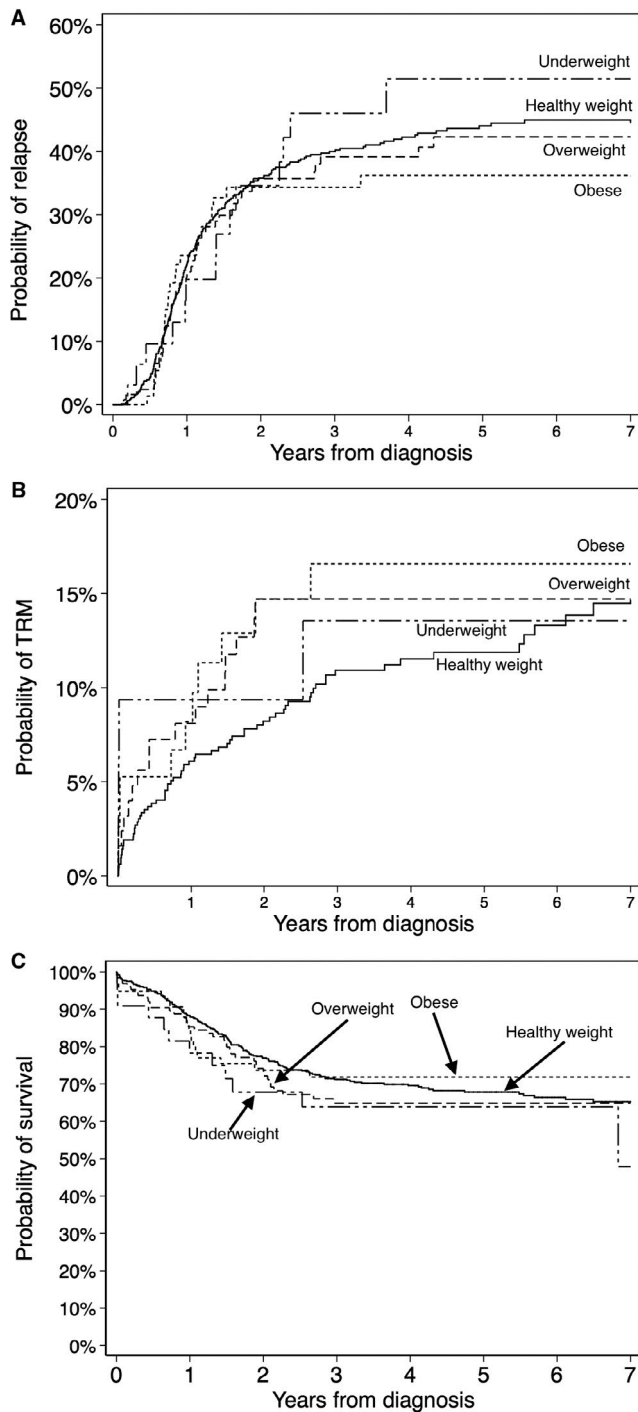 A
60%
50%
40%
30%
20%
10%
0%
Probability of relapse
Underweight
Healthy weight
Overweight
Obese
0 1 2 3 4 5 6 7
Years from diagnosis
B
20%
15%
10%
5%
0%
Probability of TRM
Obese
Overweight
Underweight
Healthy weight
1 2 3 4 5 6 7
Years from diagnosis
C
100%
90%
80%
70%
60%
50%
40%
30%
20%
10%
0%
Probability of survival
Overweight
Obese
Healthy weight
Underweight
0 1 2 3 4 5 6 7
Years from diagnosis